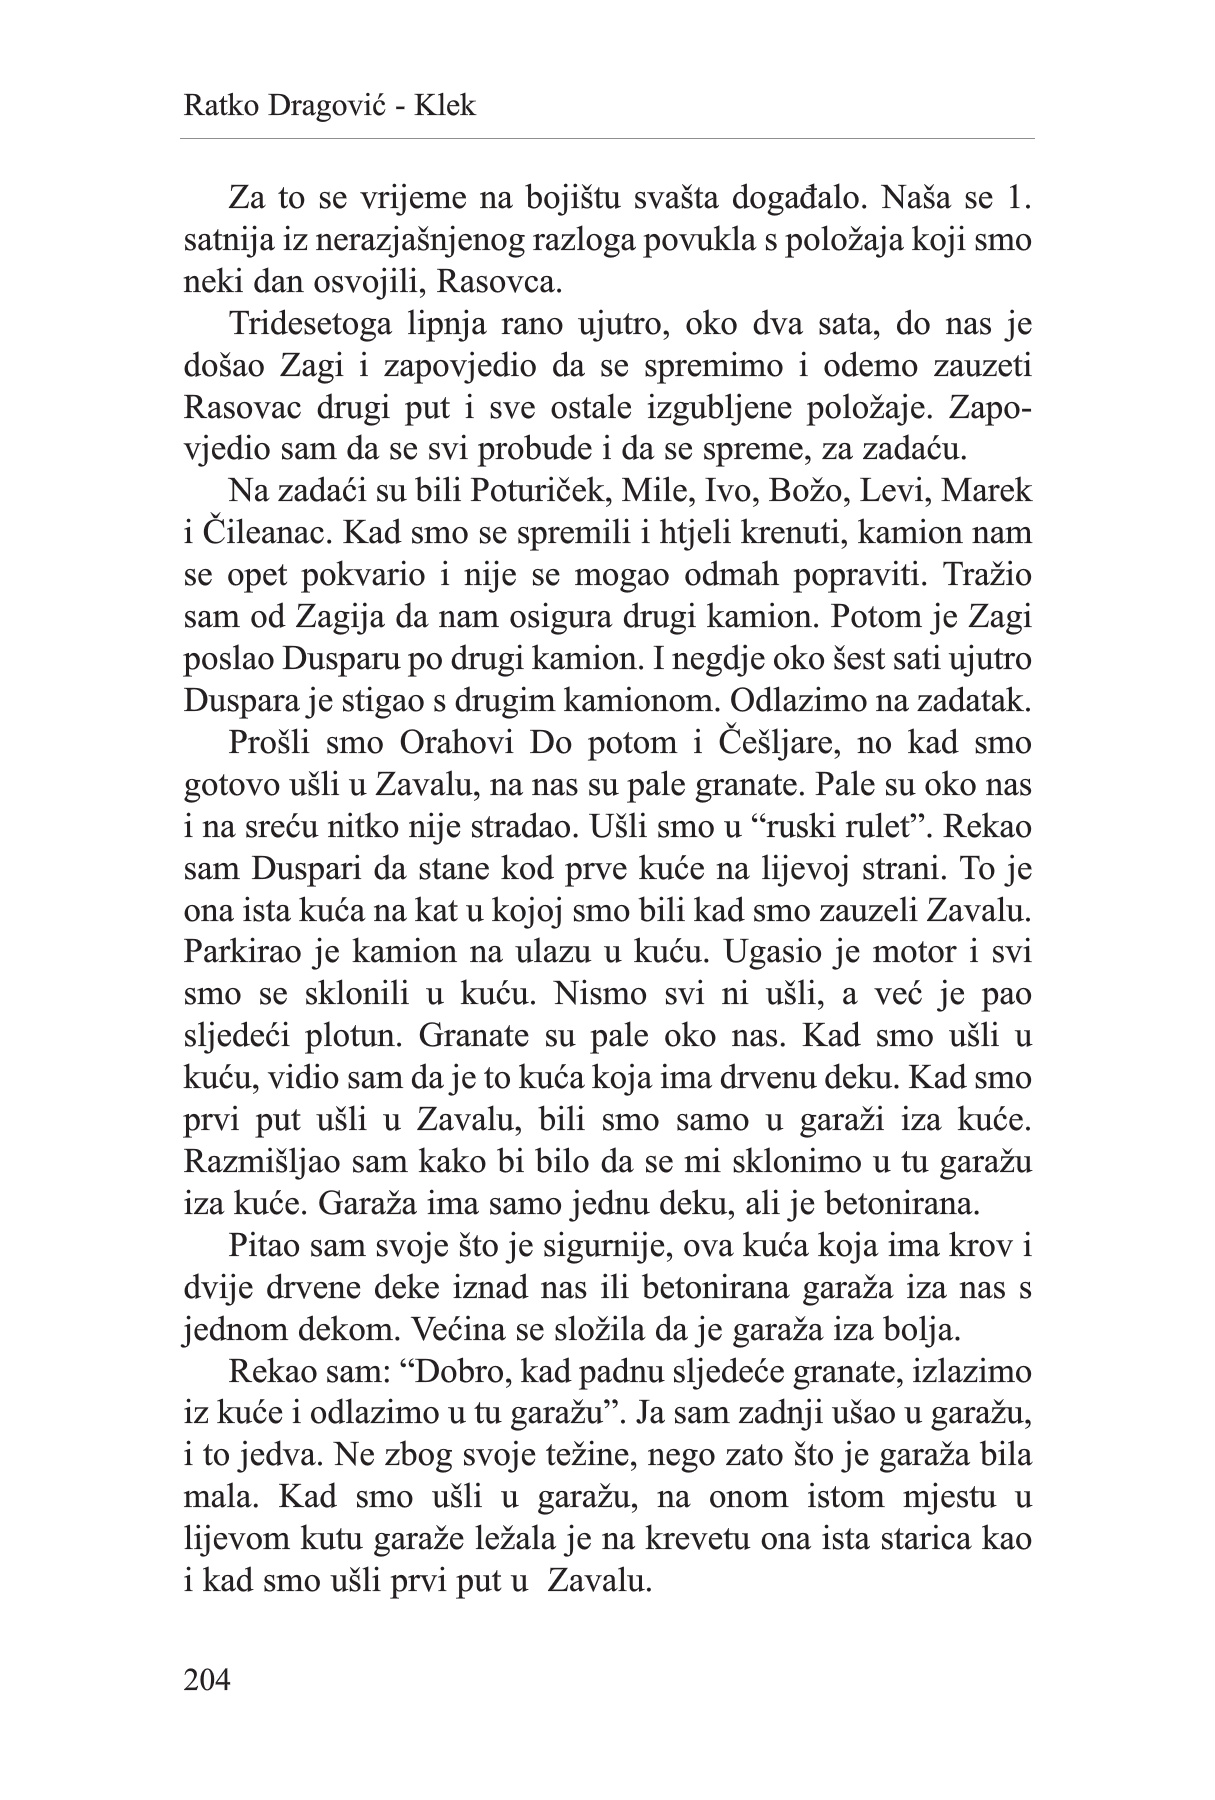 Ratko Dragović - Klek
Za to se vrijeme na bojištu svašta događalo. Naša se 1.
satnija iz nerazjašnjenog razloga povukla s položaja koji smo
neki dan osvojili, Rasovca.
Tridesetoga lipnja rano ujutro, oko dva sata, do nas je
došao Zagi i zapovjedio da se spremimo i odemo zauzeti
Rasovac drugi put i sve ostale izgubljene položaje. Zapo-
vjedio sam da se svi probude i da se spreme, za zadaću.
Na zadaći su bili Poturiček, Mile, Ivo, Božo, Levi, Marek
i Čileanac. Kad smo se spremili i htjeli krenuti, kamion nam
se opet pokvario i nije se mogao odmah popraviti. Tražio
sam od Zagija da nam osigura drugi kamion. Potom je Zagi
poslao Dusparu po drugi kamion. I negdje oko šest sati ujutro
Duspara je stigao s drugim kamionom. Odlazimo na zadatak.
Prošli smo Orahovi Do potom i Češljare, no kad smo
gotovo ušli u Zavalu, na nas su pale granate. Pale su oko nas
i na sreću nitko nije stradao. Ušli smo u “ruski rulet”. Rekao
sam Duspari da stane kod prve kuće na lijevoj strani. To je
ona ista kuća na kat u kojoj smo bili kad smo zauzeli Zavalu.
Parkirao je kamion na ulazu u kuću. Ugasio je motor i svi
smo se sklonili u kuću. Nismo svi ni ušli, a već je pao
sljedeći plotun. Granate su pale oko nas. Kad smo ušli u
kuću, vidio sam da je to kuća koja ima drvenu deku. Kad smo
prvi put ušli u Zavalu, bili smo samo u garaži iza kuće.
Razmišljao sam kako bi bilo da se mi sklonimo u tu garažu
iza kuće. Garaža ima samo jednu deku, ali je betonirana.
Pitao sam svoje što je sigurnije, ova kuća koja ima krov i
dvije drvene deke iznad nas ili betonirana garaža iza nas s
jednom dekom. Većina se složila da je garaža iza bolja.
Rekao sam: “Dobro, kad padnu sljedeće granate, izlazimo
iz kuće i odlazimo u tu garažu”. Ja sam zadnji ušao u garažu,
i to jedva. Ne zbog svoje težine, nego zato što je garaža bila
mala. Kad smo ušli u garažu, na onom istom mjestu u
lijevom kutu garaže ležala je na krevetu ona ista starica kao
i kad smo ušli prvi put u  Zavalu.
204